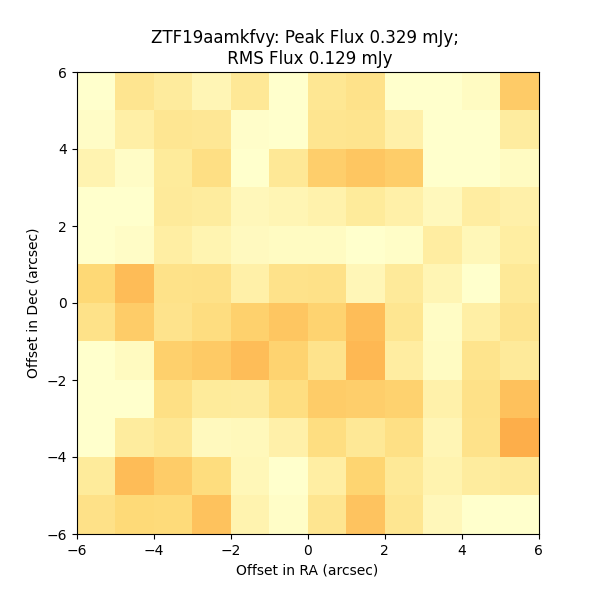 ZTF19aamkfvy: Peak Flux 0.329 mJy;
RMS Flux 0.129 mJy
6
4
2
0
−2
−4
−6
Offset in Dec (arcsec)
−6 −4 −2 0 2 4 6
Offset in RA (arcsec)